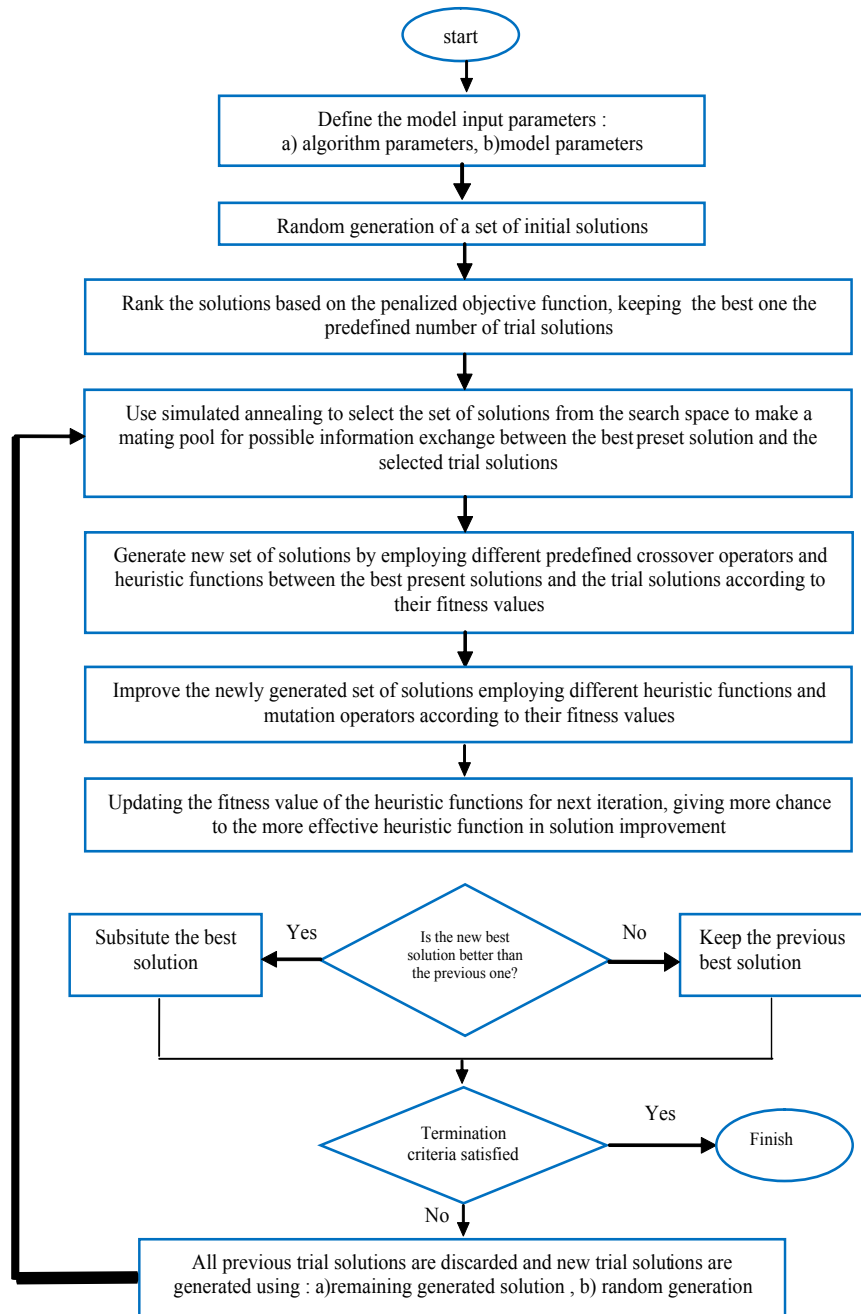 start
Define the model input parameters :
a) algorithm parameters, b)model parameters
Random generation of a set of initial solutions
Rank the solutions based on the penalized objective function, keeping the best one the
predefined number of trial solutions
Use simulated annealing to select the set of solutions from the search space to make a
mating pool for possible information exchange between the best preset solution and the
selected trial solutions
Generate new set of solutions by employing different predefined crossover operators and
heuristic functions between the best present solutions and the trial solutions according to
their fitness values
Improve the newly generated set of solutions employing different heuristic functions and
mutation operators according to their fitness values
Updating the fitness value of the heuristic functions for next iteration, giving more chance
to the more effective heuristic function in solution improvement
Subsitute the best
solution
Yes
Is the new best
solution better than
the previous one?
No
Keep the previous
best solution
Termination
criteria satisfied
Yes
Finish
No
All previous trial solutions are discarded and new trial solutions are
generated using : a)remaining generated solution , b) random generation